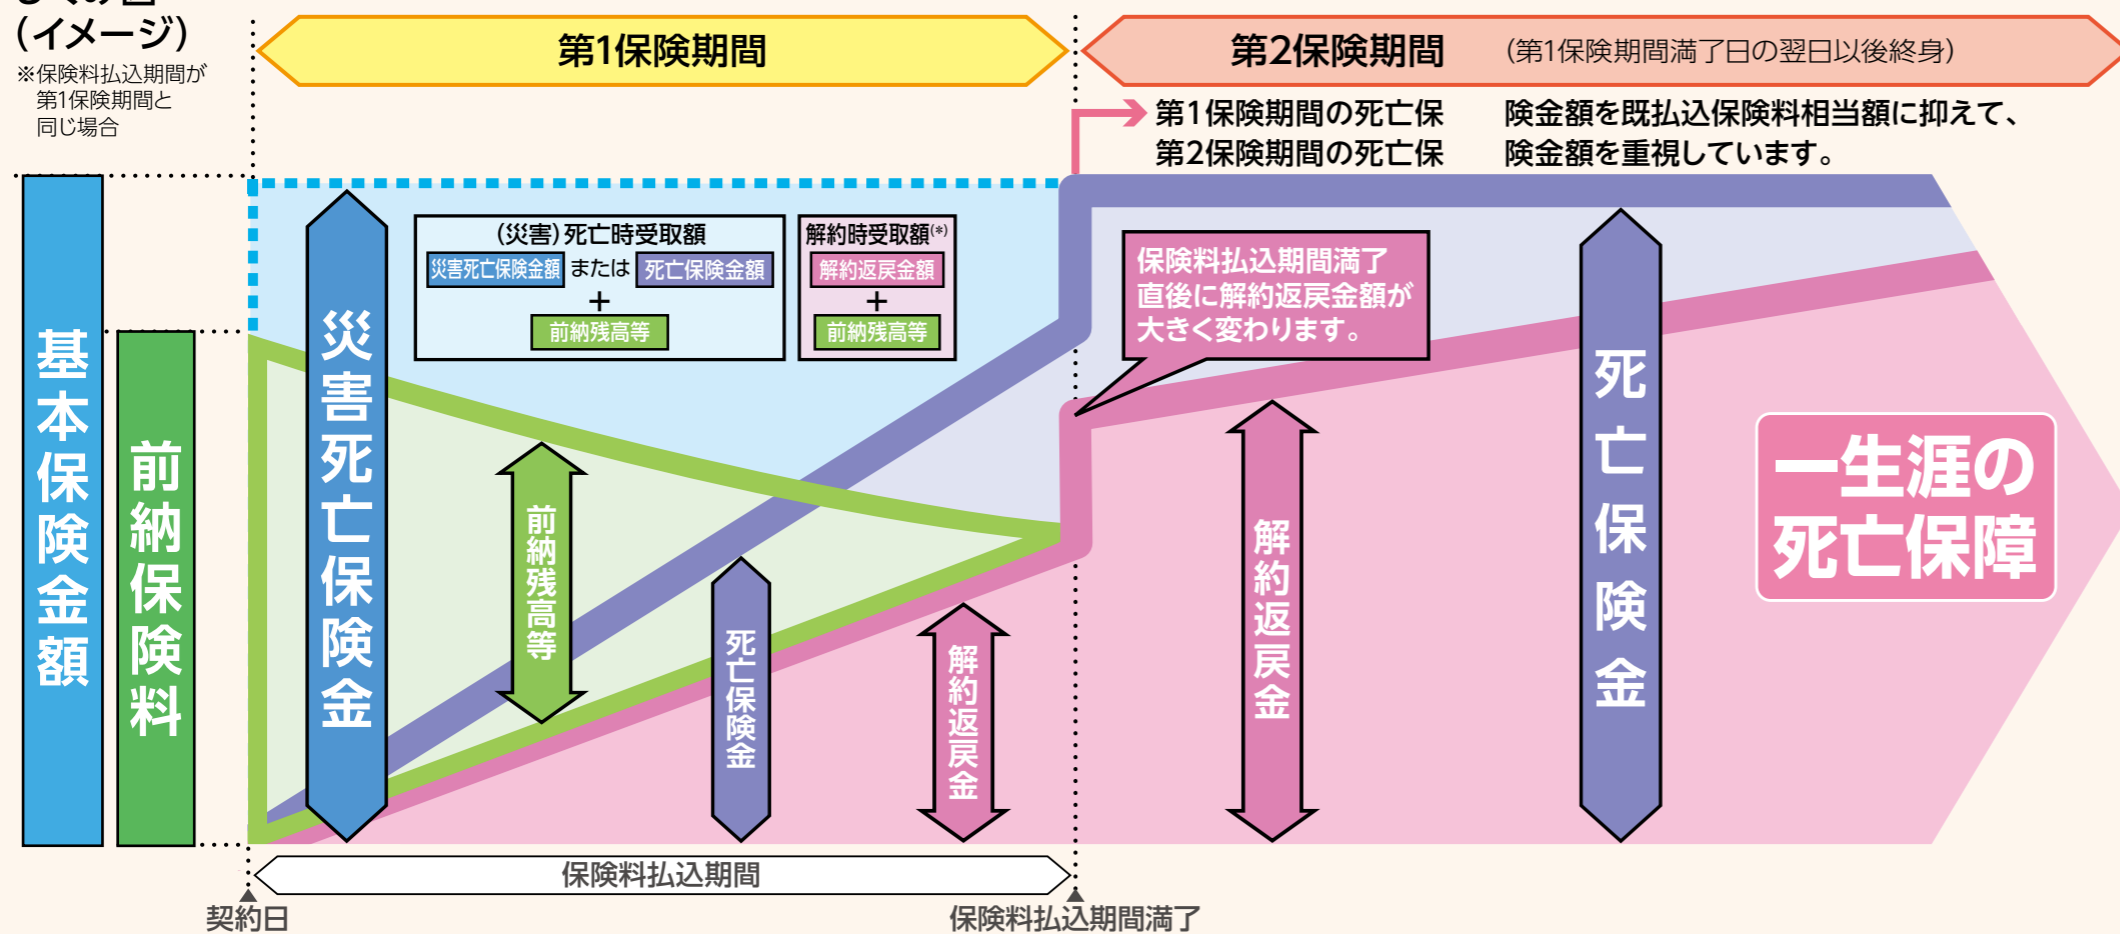 (イメージ)
※保険料払込期間が
第1保険期間と
同じ場合
第1保険期間
第2保険期間 (第1保険期間満了日の翌日以後終身)
第1保険期間の死亡保 険金額を既払込保険料相当額に抑えて、
第2保険期間の死亡保 険金額を重視しています。
基本保険金額
前納保険料
災害死亡保険金
(災害)死亡時受取額
災害死亡保険金額 または 死亡保険金額
+
前納残高等
解約時受取額(*)
解約返戻金額
+
前納残高等
保険料払込期間満了
直後に解約返戻金額が
大きく変わります。
前納残高等
死亡保険金
解約返戻金
解約返戻金
死亡保険金
一生涯の
死亡保障
保険料払込期間
契約日
保険料払込期間満了